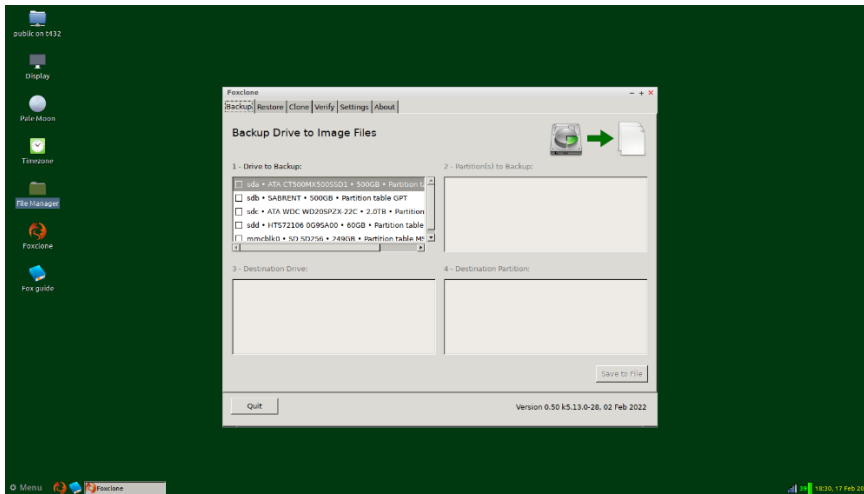 public on t432
Display
Pale Moon
Timezone
File Manager
Foxclone
Fox guide
Foxclone
Backup Restore Clone Verify Settings About
Backup Drive to Image Files
1 - Drive to Backup:
2 - Partition(s) to Backup:
sda • ATA CT500MX500SSD1 • 500GB • Partition t
sdb • SABRENT • 500GB • Partition table GPT
sdc • ATA WDC WD20SPZX-22C • 2.0TB • Partition
sdd • HTS72106 0G9SA00 • 60GB • Partition table
mmcblk0 • SD SD256 • 249GB • Partition table MS
3 - Destination Drive:
4 - Destination Partition:
Save to File
Quit
Version 0.50 k5.13.0-28, 02 Feb 2022
Menu
Foxclone
18:30, 17 Feb 20